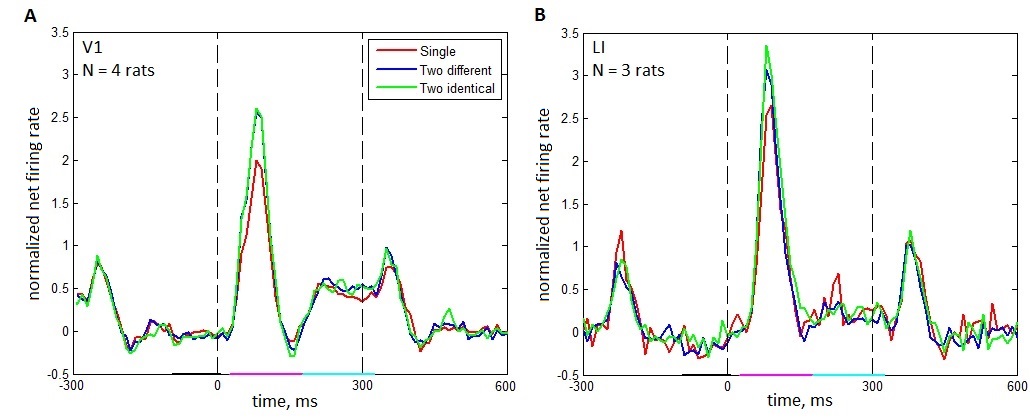 A
B
3.5
3
2.5
2
1.5
1
0.5
0
-0.5
normalized net firing rate
V1
N = 4 rats
Single
Two different
Two identical
-300
0
300
600
time, ms
3.5
3
2.5
2
1.5
1
0.5
0
-0.5
normalized net firing rate
LI
N = 3 rats
-300
0
300
600
time, ms